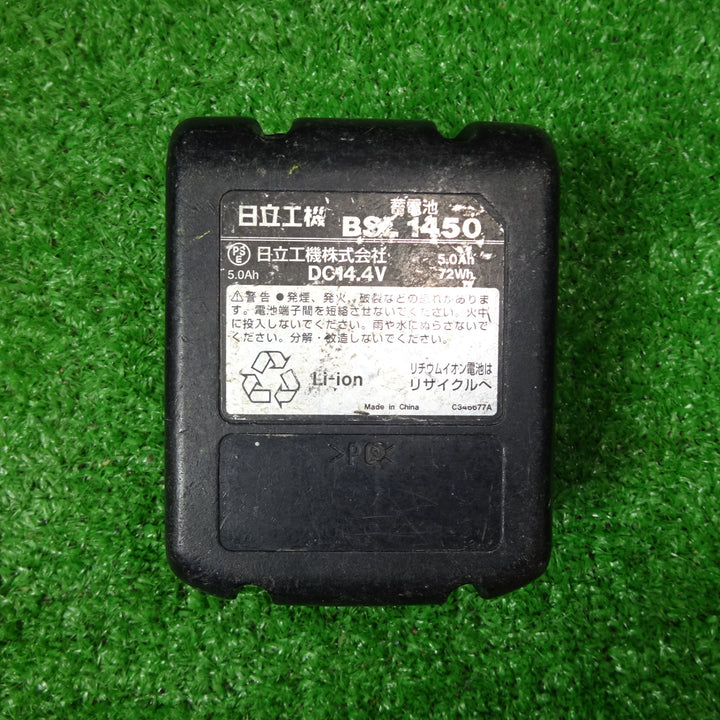 日立工機
蓄電池
BSL 1450
PS
E
日立工機株式会社
5.0Ah
5.0Ah
DC14.4V
72Wh
⚠警告 ●発煙、発火、破裂などの恐れがありま
す。電池端子間を短絡させないでください。火中
に投入しないでください。雨や水にぬらさないで
ください。分解・改造しないでください。
Li-ion
リチウムイオン電池は
リサイクルへ
Made in China
C346677A
>PC<